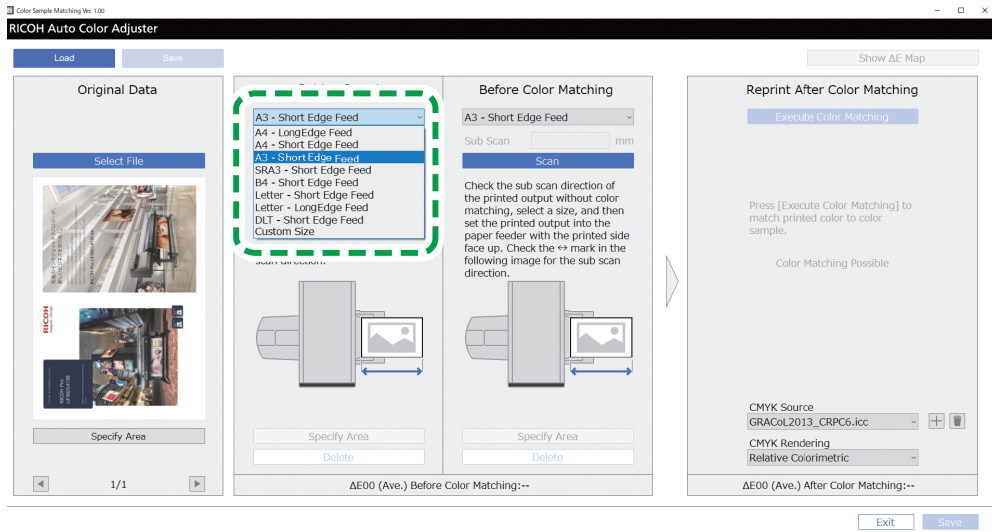 Color Sample Matching Ver. 1.00
RICOH Auto Color Adjuster
Load
Save
Show ΔE Map
Original Data
Select File
RICOH
Specify Area
1/1
A3 - Short Edge Feed
A4 - LongEdge Feed
A4 - Short Edge Feed
A3 - Short Edge Feed
SRA3 - Short Edge Feed
B4 - Short Edge Feed
Letter - Short Edge Feed
Letter - LongEdge Feed
DLT - Short Edge Feed
Custom Size
scan direction.
Specify Area
Delete
Before Color Matching
A3 - Short Edge Feed
Sub Scan
mm
Scan
Check the sub scan direction of
the printed output without color
matching, select a size, and then
set the printed output into the
paper feeder with the printed side
face up. Check the ⇔ mark in the
following image for the sub scan
direction.
Specify Area
Delete
ΔE00 (Ave.) Before Color Matching:--
Reprint After Color Matching
Execute Color Matching
Press [Execute Color Matching] to
match printed color to color
sample.
Color Matching Possible
CMYK Source
GRACoL2013_CRPC6.icc
CMYK Rendering
Relative Colorimetric
ΔE00 (Ave.) After Color Matching:--
Exit
Save